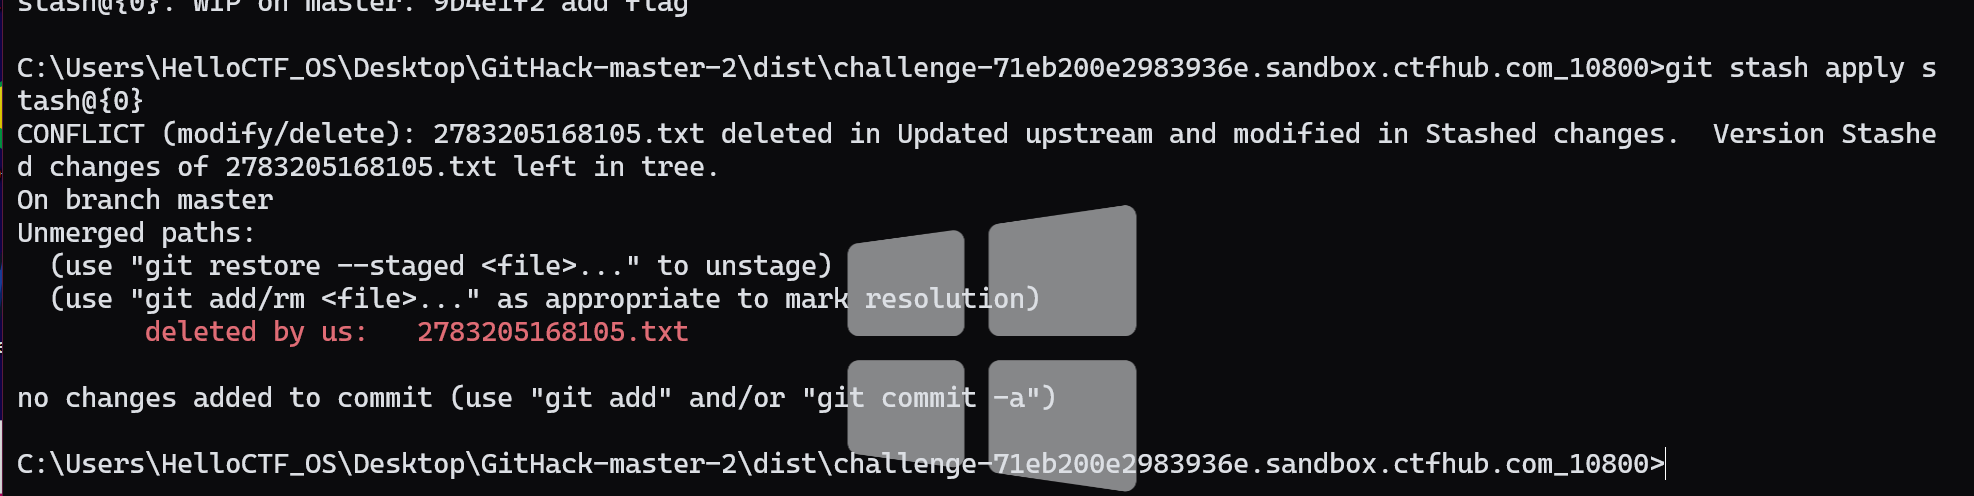 stash@{0}: WIP on master: 9b4e1f2 add flag
C:\Users\HelloCTF_OS\Desktop\GitHack-master-2\dist\challenge-71eb200e2983936e.sandbox.ctfhub.com_10800>git stash apply s
tash@{0}
CONFLICT (modify/delete): 2783205168105.txt deleted in Updated upstream and modified in Stashed changes.  Version Stashe
d changes of 2783205168105.txt left in tree.
On branch master
Unmerged paths:
  (use "git restore --staged <file>..." to unstage)
  (use "git add/rm <file>..." as appropriate to mark resolution)
        deleted by us:   2783205168105.txt
no changes added to commit (use "git add" and/or "git commit -a")
C:\Users\HelloCTF_OS\Desktop\GitHack-master-2\dist\challenge-71eb200e2983936e.sandbox.ctfhub.com_10800>